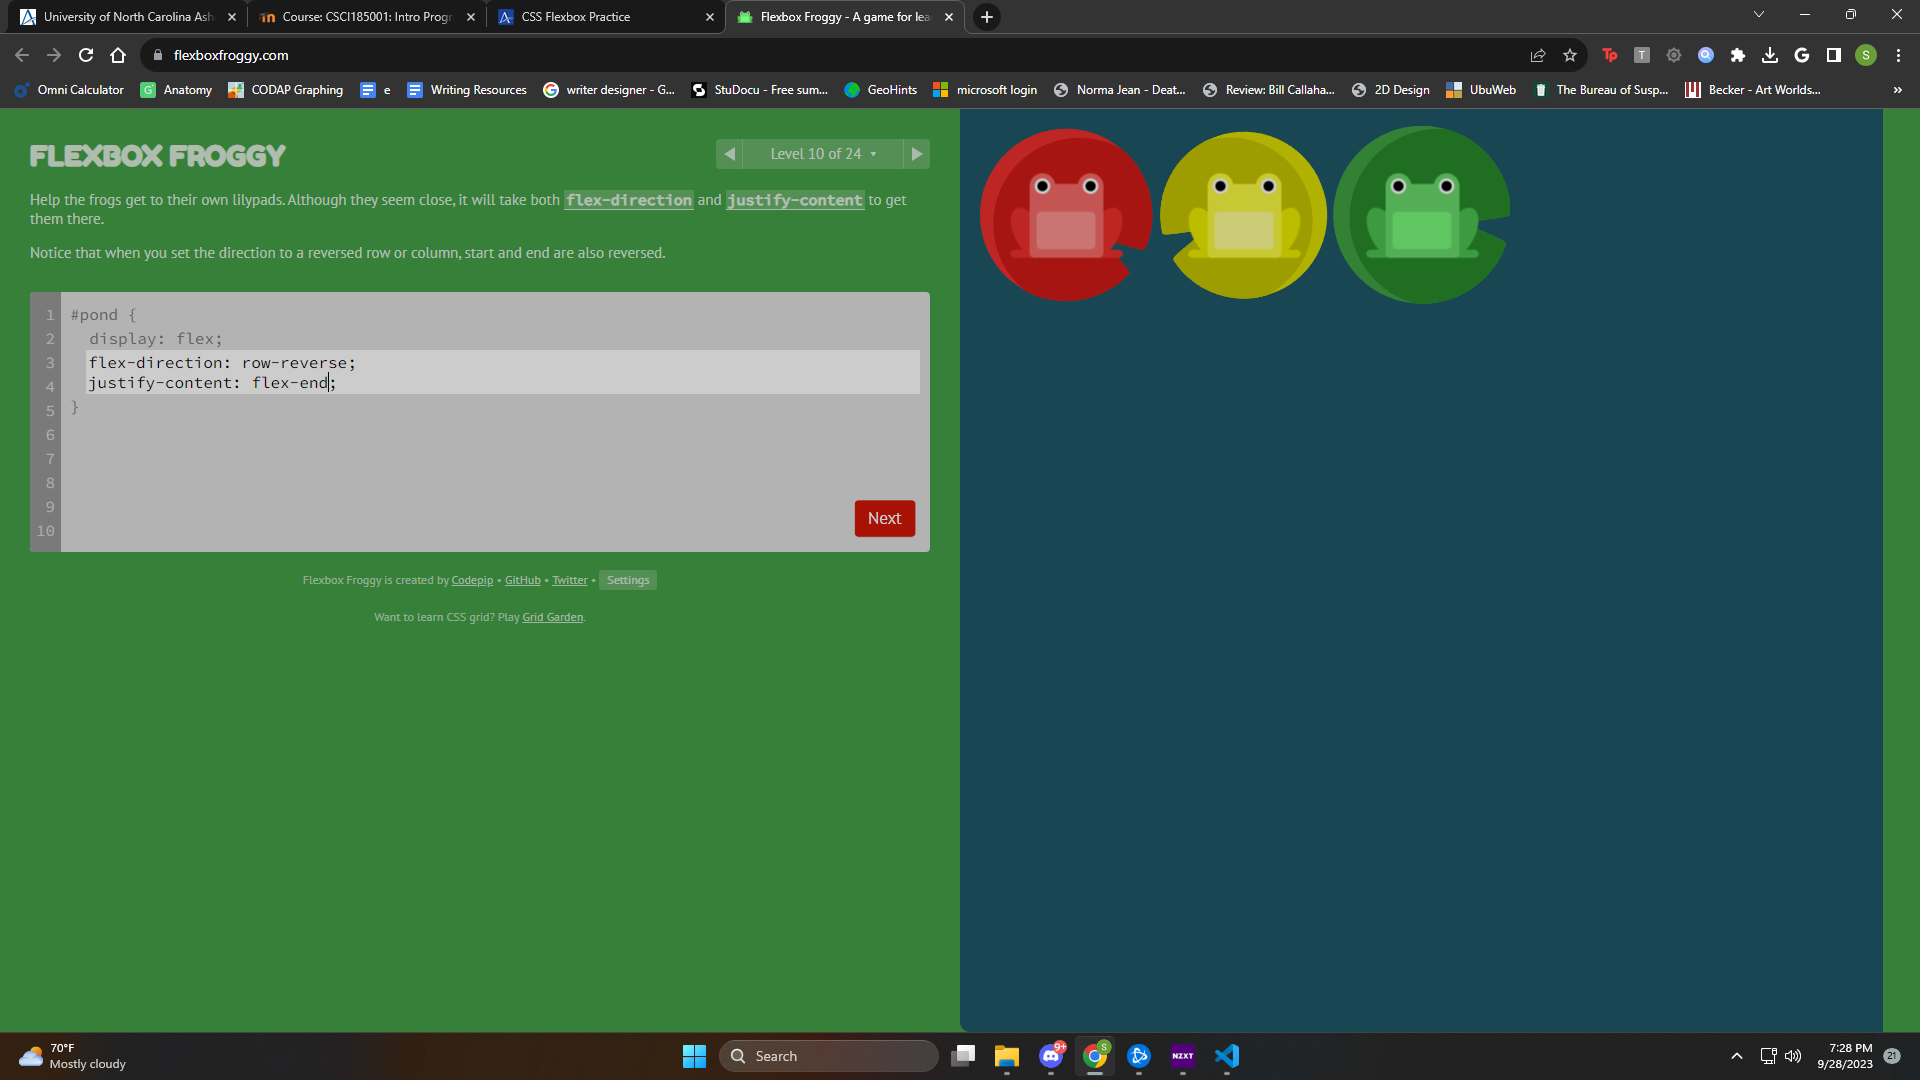 University of North Carolina Ash
Course: CSCI185001: Intro Progr
CSS Flexbox Practice
Flexbox Froggy - A game for lea
flexboxfroggy.com
Tp
T
G
S
Omni Calculator
G
Anatomy
CODAP Graphing
e
Writing Resources
writer designer - G...
StuDocu - Free sum...
GeoHints
microsoft login
Norma Jean - Deat...
Review: Bill Callaha...
2D Design
UbuWeb
The Bureau of Susp...
Becker - Art Worlds...
»
FLEXBOX FROGGY
Level 10 of 24
Help the frogs get to their own lilypads. Although they seem close, it will take both flex-direction and justify-content to get
them there.
Notice that when you set the direction to a reversed row or column, start and end are also reversed.
1 #pond {
2 display: flex;
3 flex-direction: row-reverse;
4 justify-content: flex-end;
5 }
6
7
8
9
10
Next
Flexbox Froggy is created by Codepip • GitHub • Twitter • Settings
Want to learn CSS grid? Play Grid Garden.
70°F
Mostly cloudy
Search
9+
S
NZXT
7:28 PM
9/28/2023
21